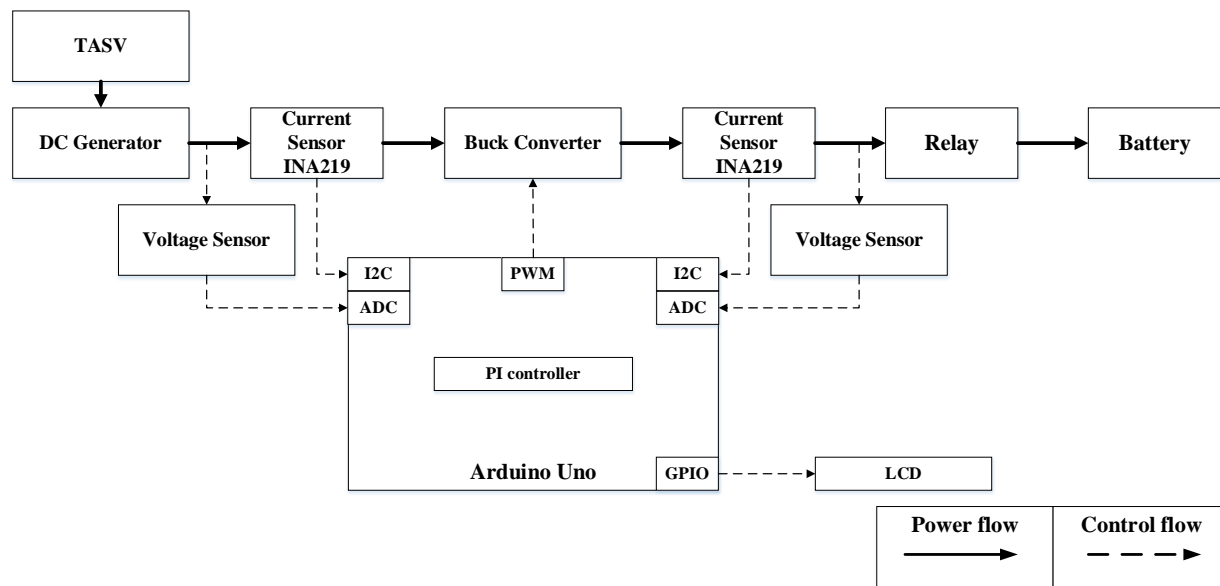 TASV
DC Generator
Current
Sensor
INA219
Buck Converter
Current
Sensor
INA219
Relay
Battery
Voltage Sensor
Voltage Sensor
I2C
PWM
I2C
ADC
ADC
PI controller
Arduino Uno
GPIO
LCD
Power flow
Control flow